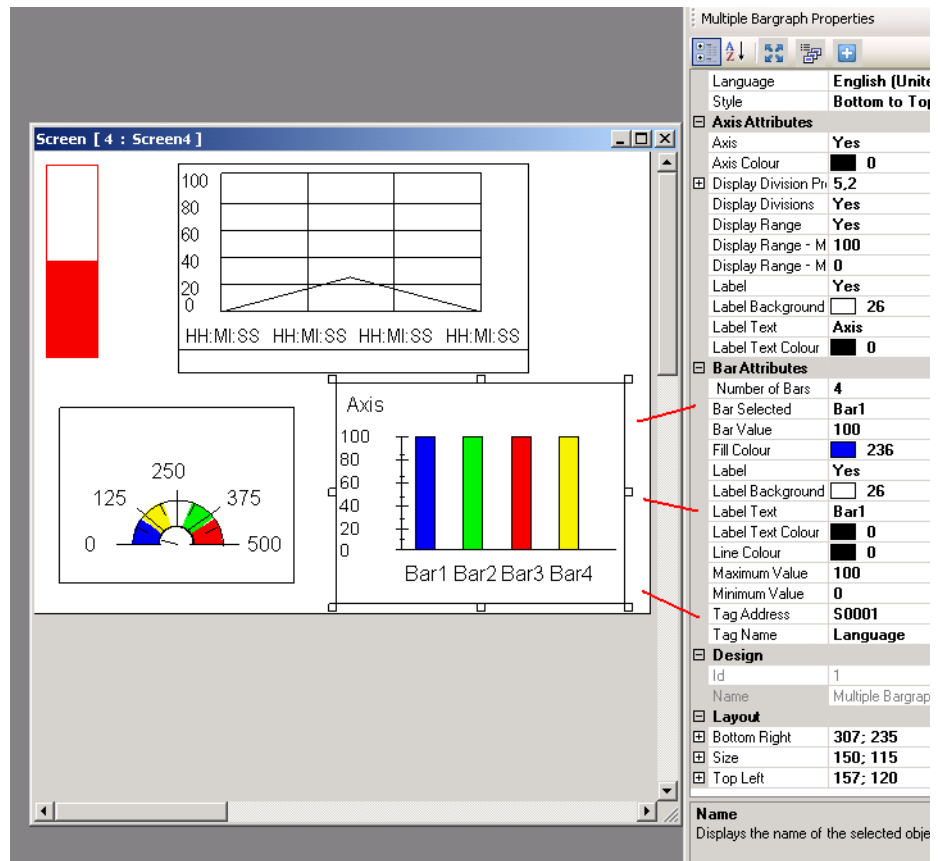 Multiple Bargraph Properties
Language English (Unite
Style Bottom to Top
Axis Attributes
Axis Yes
Axis Colour 0
Display Division Pr 5,2
Display Divisions Yes
Display Range Yes
Display Range - M 100
Display Range - M 0
Label Yes
Label Background 26
Label Text Axis
Label Text Colour 0
Bar Attributes
Number of Bars 4
Bar Selected Bar1
Bar Value 100
Fill Colour 236
Label Yes
Label Background 26
Label Text Bar1
Label Text Colour 0
Line Colour 0
Maximum Value 100
Minimum Value 0
Tag Address S0001
Tag Name Language
Design
Id 1
Name Multiple Bargrap
Layout
Bottom Right 307; 235
Size 150; 115
Top Left 157; 120
Name
Displays the name of the selected obje
Screen [ 4 : Screen4 ]
100
80
60
40
20
0
HH:MI:SS HH:MI:SS HH:MI:SS HH:MI:SS
250
125 375
0 500
Axis
100
80
60
40
20
0
Bar1 Bar2 Bar3 Bar4